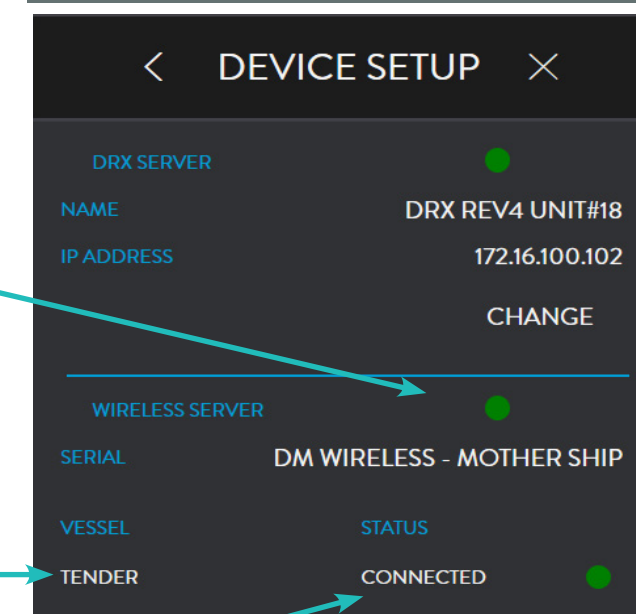 DEVICE SETUP
DRX SERVER
NAME DRX REV4 UNIT#18
IP ADDRESS 172.16.100.102
CHANGE
WIRELESS SERVER
SERIAL DM WIRELESS - MOTHER SHIP
VESSEL STATUS
TENDER CONNECTED